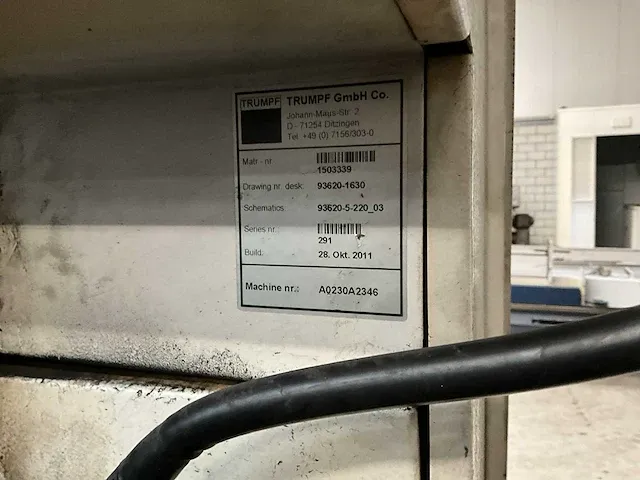 TRUMPF
TRUMPF GmbH Co.
Johann-Maus-Str. 2
D - 71254 Ditzingen
Tel. +49 (0) 7156/303-0
Matr - nr
1503339
Drawing nr. desk: 93620-1630
Schematics: 93620-5-220_03
Series nr.:
291
Build: 28. Okt. 2011
Machine nr.: A0230A2346